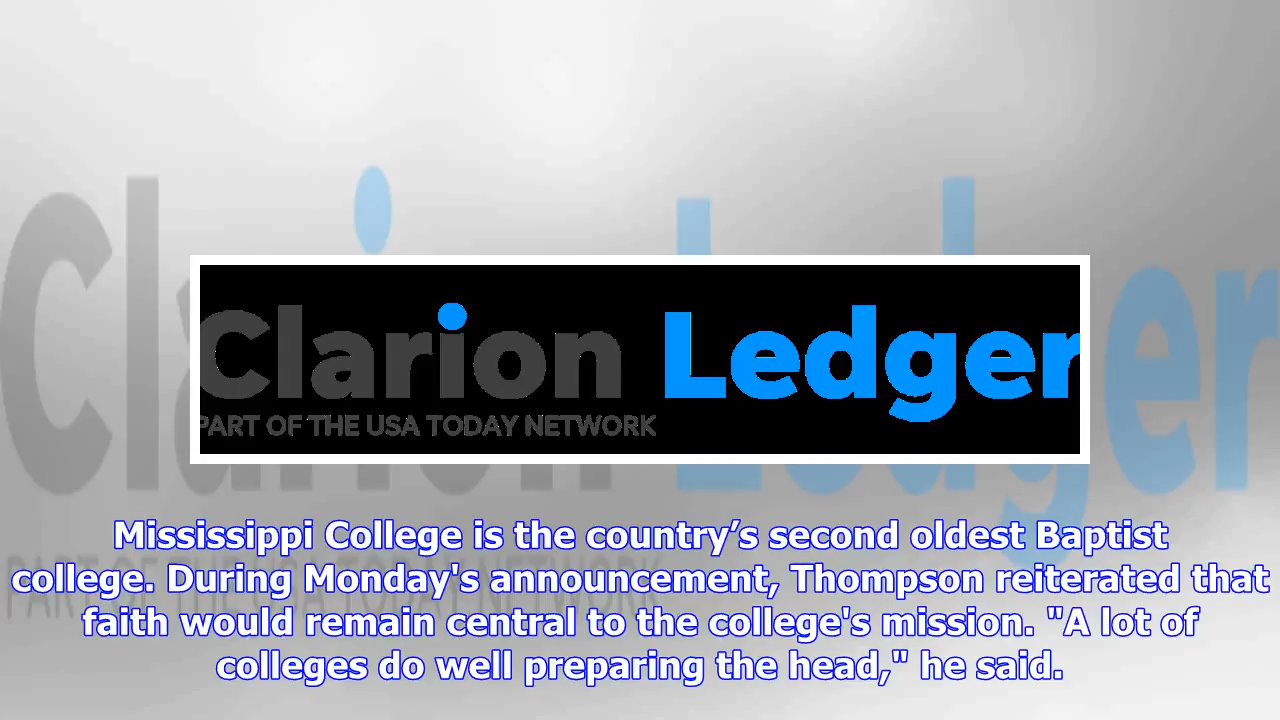 Clarion Ledger
PART OF THE USA TODAY NETWORK
Mississippi College is the country’s second oldest Baptist
college. During Monday's announcement, Thompson reiterated that
faith would remain central to the college's mission. "A lot of
colleges do well preparing the head," he said.